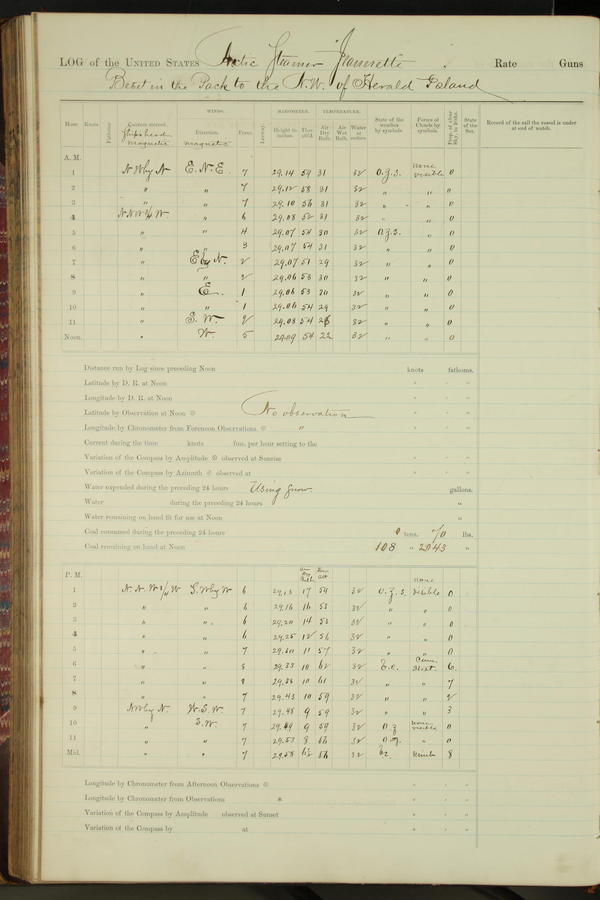 LOG of the UNITED STATES Arctic Steamer "Jeannette". Rate Guns
Beset in the Pack to the N.W. of Herald Island
WINDS. BAROMETER. TEMPERATURE.
Hour. Knots Fathoms Courses steered. Direction. Force. Leeway. Height in inches. Ther. att'd. Air Dry Bulb. Air Wet Bulb. Water at surface. State of the weather by symbols. Forms of Clouds by symbols. Prop. of clear Sky, in 10ths. State of the Sea. Record of the sail the vessel is under at end of watch.
Ship's head magnetic magnetic
A. M.
1 N.W by N E.N.E. 7 29.14 59 31 32 O.Z.S. None visible 0
2 " " 7 29.12 58 31 32 " " 0
3 " " 7 29.10 56 31 32 " " 0
4 N.N.W ½ W " 6 29.08 52 31 32 " " 0
5 " " 4 29.07 54 30 32 O.Z.S. " 0
6 " " 3 29.07 54 31 32 " " 0
7 " E by N. 2 29.07 51 29 32 " " 0
8 " " 2 29.06 53 30 32 " " 0
9 " E. 1 29.06 53 30 32 " " 0
10 " " 1 29.06 54 29 32 " " 0
11 " S.W. 2 29.08 54 26 32 " " 0
Noon. " W. 5 29.09 54 22 32 " " 0
Distance run by Log since preceding Noon knots fathoms.
Latitude by D. R. at Noon ° ' "
Longitude by D. R. at Noon ° ' "
Latitude by Observation at Noon No observation ° ' "
Longitude by Chronometer from Forenoon Observations " ° ' "
Current during the time knots fms. per hour setting to the
Variation of the Compass by Amplitude observed at Sunrise ° ' "
Variation of the Compass by Azimuth observed at ° ' "
Water expended during the preceding 24 hours Using snow gallons.
Water during the preceding 24 hours "
Water remaining on hand fit for use at Noon "
Coal consumed during the preceding 24 hours 0 tons. 70 lbs.
Coal remaining on hand at Noon 108 " 2043 "
P. M. Air Dry Bulb Ther. att.
1 N.N.W ½ W S.W by W 6 29.13 17 54 32 O.Z.S. None visible 0
2 " " 6 29.16 16 53 32 " " 0
3 " " 6 29.20 14 53 32 " " 0
4 " " 6 29.25 12 56 32 " " 0
5 " " 7 29.30 11 57 32 " " 0
6 " " 8 29.33 10 62 32 Cum. Strat. 6
7 " " 8 29.38 10 61 32 " " 7
8 " " 7 29.43 10 59 32 " " 2
9 N.W by N. W.S.W. 7 29.48 9 59 32 " " 3
10 " S.W. 7 29.49 9 59 32 O.Z None visible 0
11 " " 7 29.53 8 56 32 " 0
Mid. " " 7 29.58 56 32 Nimb 8
Longitude by Chronometer from Afternoon Observations ° ' "
Longitude by Chronometer from Observations * ° ' "
Variation of the Compass by Amplitude observed at Sunset ° ' "
Variation of the Compass by at ° ' "